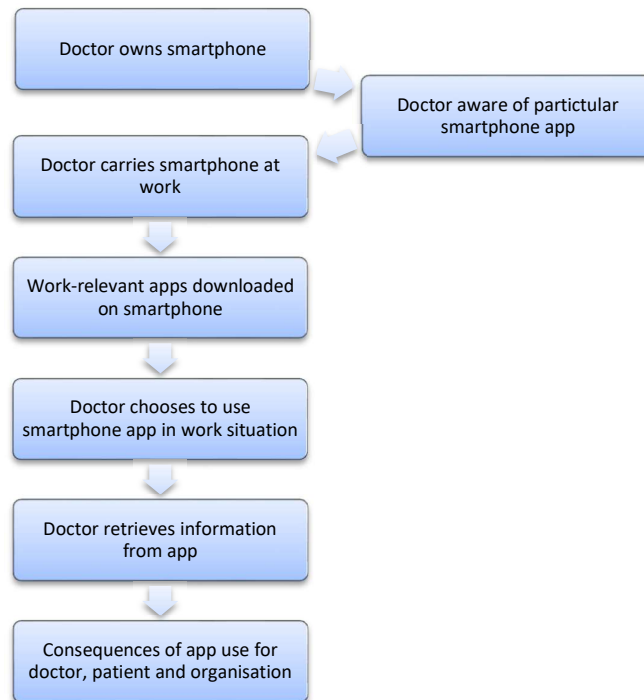 Doctor owns smartphone
Doctor aware of partictular
smartphone app
Doctor carries smartphone at
work
Work-relevant apps downloaded
on smartphone
Doctor chooses to use
smartphone app in work situation
Doctor retrieves information
from app
Consequences of app use for
doctor, patient and organisation